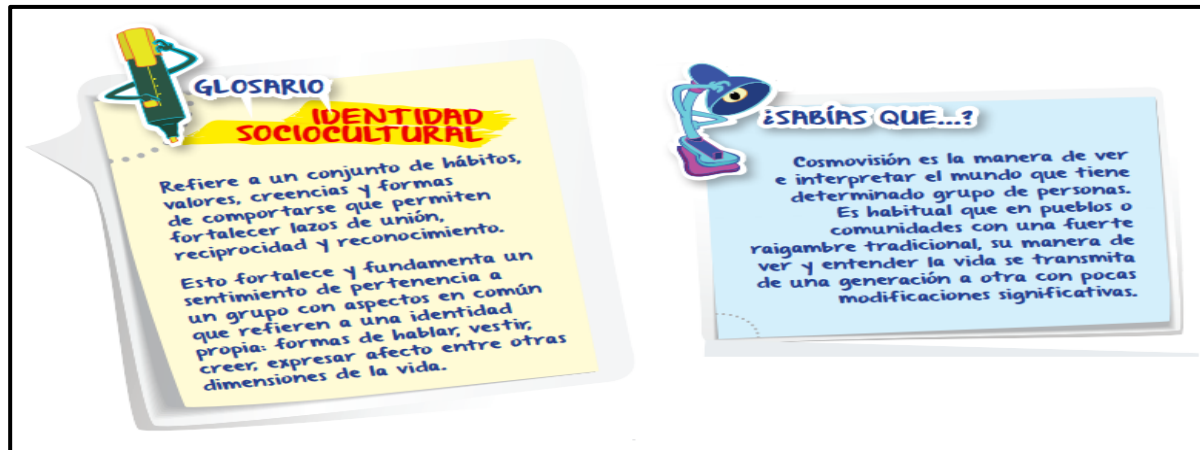 GLOSARIO
IDENTIDAD
SOCIOCULTURAL
Refiere a un conjunto de hábitos,
valores, creencias y formas
de comportarse que permiten
fortalecer lazos de unión,
reciprocidad y reconocimiento.
Esto fortalece y fundamenta un
sentimiento de pertenencia a
un grupo con aspectos en común
que refieren a una identidad
propia: formas de hablar, vestir,
creer, expresar afecto entre otras
dimensiones de la vida.
¿SABÍAS QUE...?
Cosmovisión es la manera de ver
e interpretar el mundo que tiene
determinado grupo de personas.
Es habitual que en pueblos o
comunidades con una fuerte
raigambre tradicional, su manera de
ver y entender la vida se transmita
de una generación a otra con pocas
modificaciones significativas.